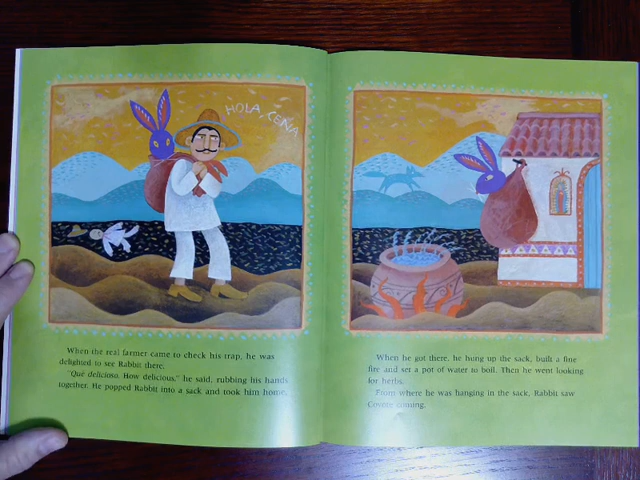 HOLA, CENA
When the real farmer came to check his trap, he was
delighted to see Rabbit there.
"Qué delicioso. How delicious," he said, rubbing his hands
together. He popped Rabbit into a sack and took him home.
When he got there, he hung up the sack, built a fine
fire and set a pot of water to boil. Then he went looking
for herbs.
From where he was hanging in the sack, Rabbit saw
Coyote coming.